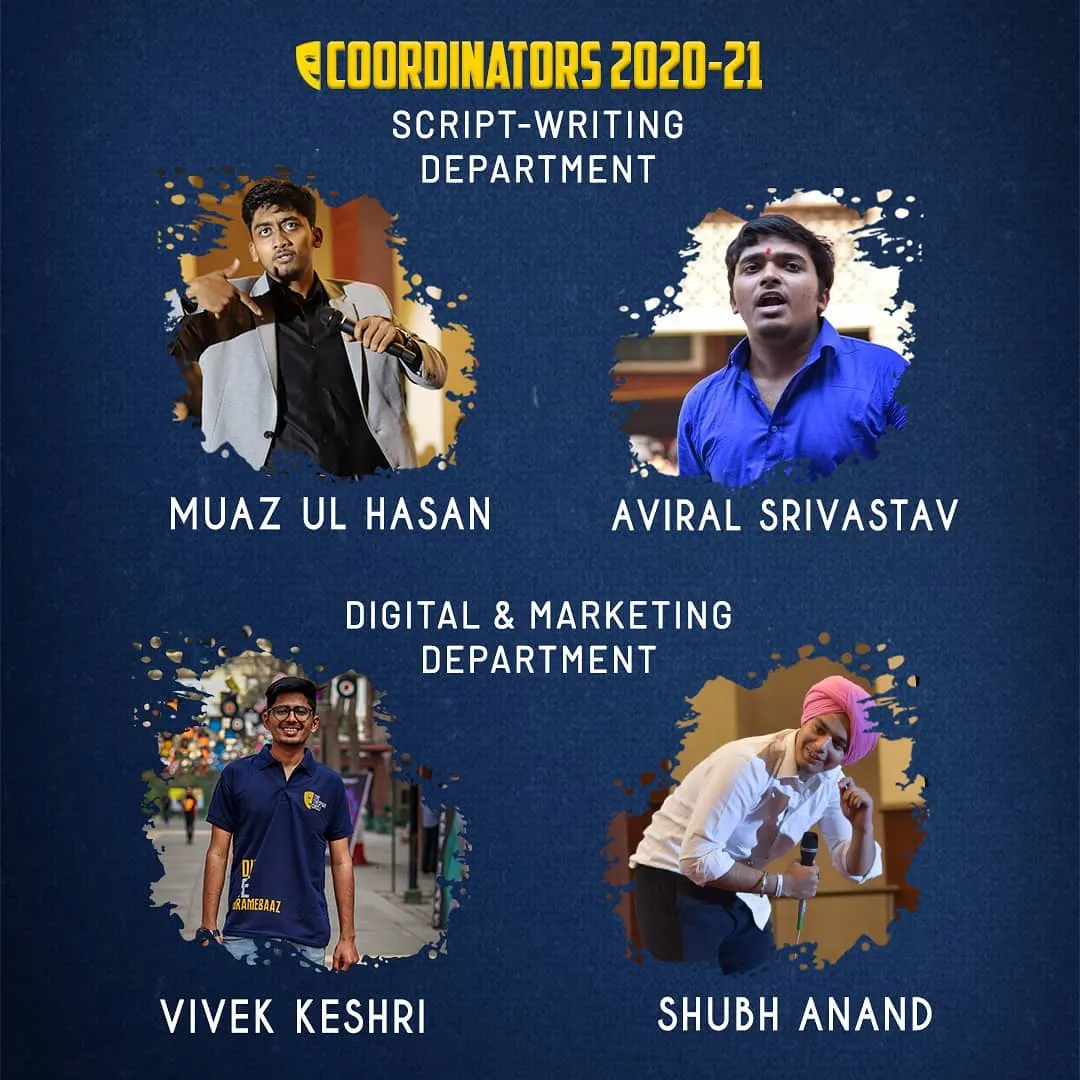 COORDINATORS 2020-21
SCRIPT-WRITING
DEPARTMENT
MUAZ UL HASAN
AVIRAL SRIVASTAV
DIGITAL & MARKETING
DEPARTMENT
VIVEK KESHRI
SHUBH ANAND